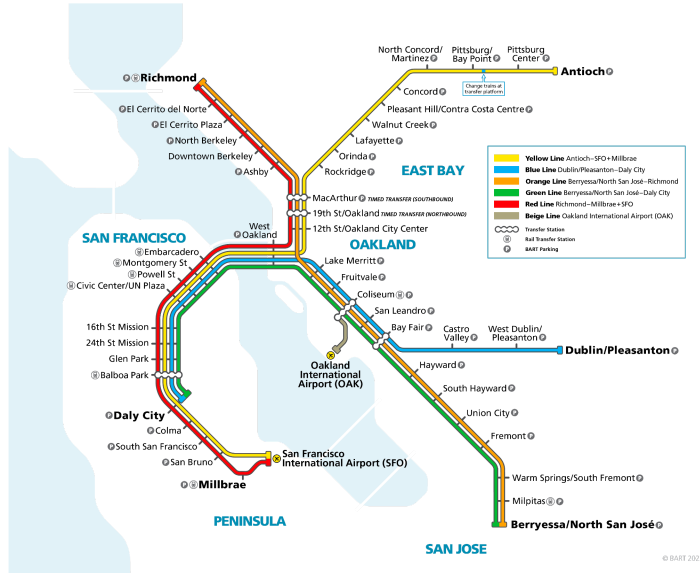 North Concord/
Martinez P
Pittsburg/
Bay Point P
Pittsburg
Center P
Antioch P
Change trains at
transfer platform
P Richmond
P El Cerrito del Norte
P El Cerrito Plaza
P North Berkeley
Downtown Berkeley
P Ashby
Concord P
Pleasant Hill/Contra Costa Centre P
Walnut Creek P
Lafayette P
Orinda P
Rockridge P
EAST BAY
MacArthur P TIMED TRANSFER (SOUTHBOUND)
19th St/Oakland TIMED TRANSFER (NORTHBOUND)
12th St/Oakland City Center
Yellow Line Antioch–SFO+Millbrae
Blue Line Dublin/Pleasanton–Daly City
Orange Line Berryessa/North San José–Richmond
Green Line Berryessa/North San José–Daly City
Red Line Richmond–Millbrae+SFO
Beige Line Oakland International Airport (OAK)
Transfer Station
Rail Transfer Station
P BART Parking
SAN FRANCISCO
P West
Oakland
OAKLAND
Embarcadero
Montgomery St
Powell St
Civic Center/UN Plaza
16th St Mission
24th St Mission
Glen Park
Balboa Park
P Daly City
P Colma
P South San Francisco
P San Bruno
P Millbrae
San Francisco
International Airport (SFO)
PENINSULA
Lake Merritt P
Fruitvale P
Coliseum P
San Leandro P
Bay Fair P
Oakland
International
Airport (OAK)
Castro
Valley P
West Dublin/
Pleasanton P
Dublin/Pleasanton P
Hayward P
South Hayward P
Union City P
Fremont P
Warm Springs/South Fremont P
Milpitas P
Berryessa/North San José P
SAN JOSE
© BART 202